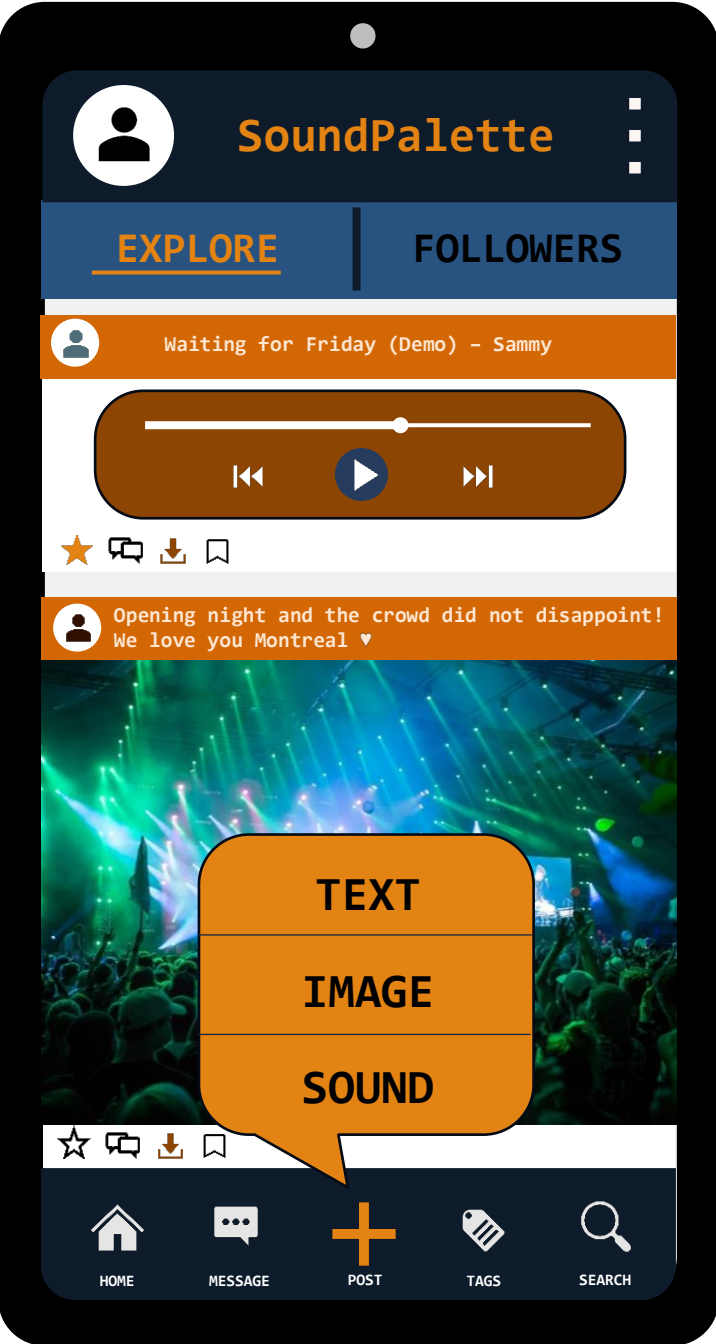 SoundPalette
EXPLORE
FOLLOWERS
Waiting for Friday (Demo) – Sammy
Opening night and the crowd did not disappoint!
We love you Montreal ♥
TEXT
IMAGE
SOUND
HOME
MESSAGE
POST
TAGS
SEARCH